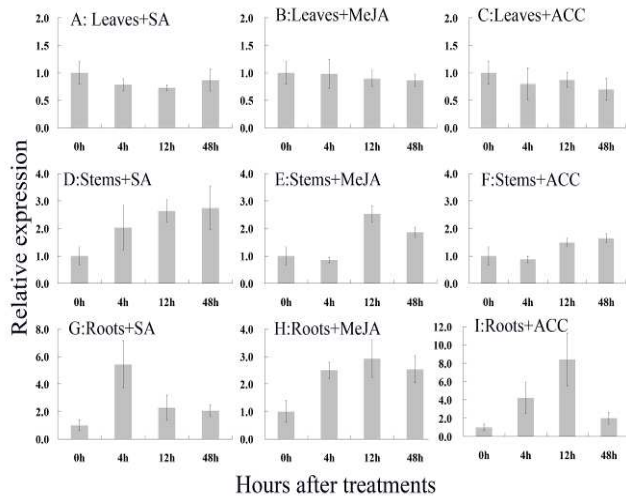 Relative expression
A: Leaves+SA
2.0
1.5
1.0
0.5
0.0
0h 4h 12h 48h
B:Leaves+MeJA
2.0
1.5
1.0
0.5
0.0
0h 4h 12h 48h
C:Leaves+ACC
2.0
1.5
1.0
0.5
0.0
0h 4h 12h 48h
D:Stems+SA
4.0
3.0
2.0
1.0
0.0
0h 4h 12h 48h
E:Stems+MeJA
4.0
3.0
2.0
1.0
0.0
0h 4h 12h 48h
F:Stems+ACC
4.0
3.0
2.0
1.0
0.0
0h 4h 12h 48h
G:Roots+SA
8.0
6.0
4.0
2.0
0.0
0h 4h 12h 48h
H:Roots+MeJA
4.0
3.0
2.0
1.0
0.0
0h 4h 12h 48h
I:Roots+ACC
12.0
10.0
8.0
6.0
4.0
2.0
0.0
0h 4h 12h 48h
Hours after treatments